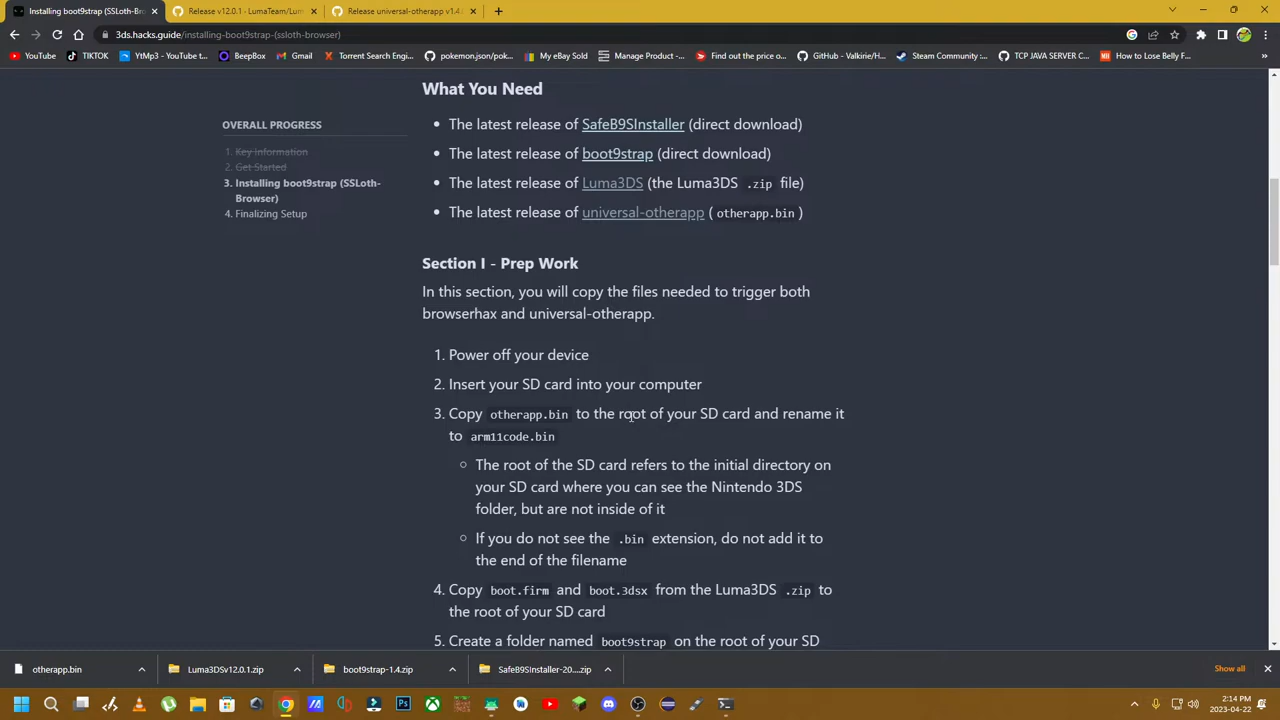 Installing boot9strap (SSLoth-Br
Release v12.0.1 · LumaTeam/Lum
Release universal-otherapp v1.4
3ds.hacks.guide/installing-boot9strap-(ssloth-browser)
YouTube
TIKTOK
YtMp3 - YouTube t...
BeepBox
Torrent Search Eng...
pokemon.json/pok...
My eBay Sold
Manage Product -...
Find out the price o...
GitHub - Valkirie/H...
Steam Community :...
TCP JAVA SERVER C...
How to Lose Belly F...
»
OVERALL PROGRESS
1. Key Information
2. Get Started
3. Installing boot9strap (SSLoth-
Browser)
4. Finalizing Setup
What You Need
The latest release of SafeB9SInstaller (direct download)
The latest release of boot9strap (direct download)
The latest release of Luma3DS (the Luma3DS .zip file)
The latest release of universal-otherapp ( otherapp.bin )
Section I - Prep Work
In this section, you will copy the files needed to trigger both
browserhax and universal-otherapp.
1. Power off your device
2. Insert your SD card into your computer
3. Copy otherapp.bin to the root of your SD card and rename it
to arm11code.bin
The root of the SD card refers to the initial directory on
your SD card where you can see the Nintendo 3DS
folder, but are not inside of it
If you do not see the .bin extension, do not add it to
the end of the filename
4. Copy boot.firm and boot.3dsx from the Luma3DS .zip to
the root of your SD card
5. Create a folder named boot9strap on the root of your SD
otherapp.bin
Luma3DSv12.0.1.zip
boot9strap-1.4.zip
SafeB9SInstaller-20....zip
Show all
2:14 PM
2023-04-22